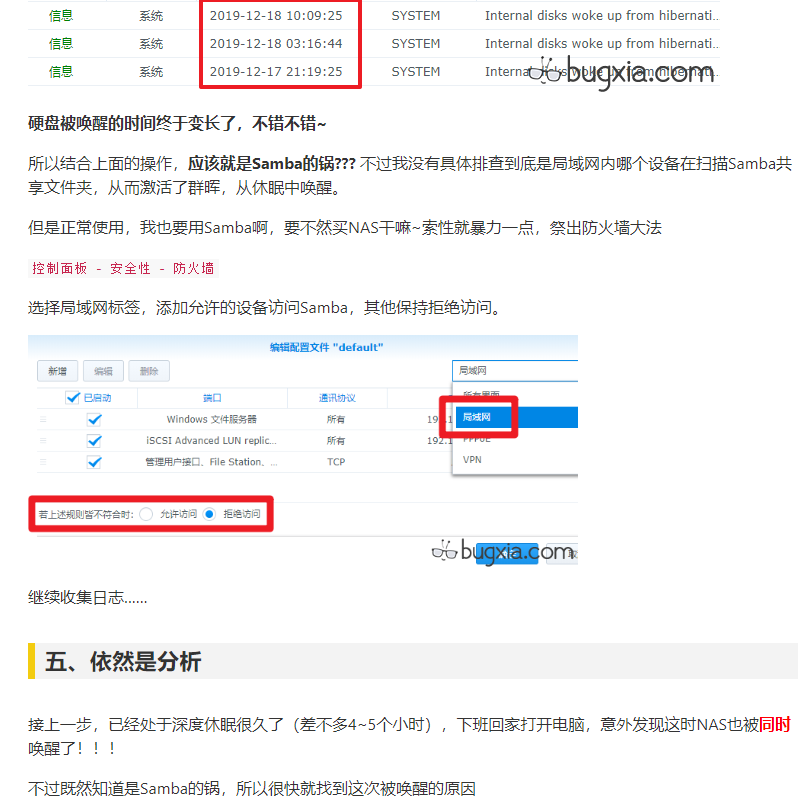 信息 系统 2019-12-18 10:09:25 SYSTEM Internal disks woke up from hibernati..
信息 系统 2019-12-18 03:16:44 SYSTEM Internal disks woke up from hibernati..
信息 系统 2019-12-17 21:19:25 SYSTEM Internal disks woke up from hibernati..
bugxia.com
硬盘被唤醒的时间终于变长了，不错不错~
所以结合上面的操作，应该就是Samba的锅??? 不过我没有具体排查到底是局域网内哪个设备在扫描Samba共
享文件夹，从而激活了群晖，从休眠中唤醒。
但是正常使用，我也要用Samba啊，要不然买NAS干嘛~索性就暴力一点，祭出防火墙大法
控制面板 - 安全性 - 防火墙
选择局域网标签，添加允许的设备访问Samba，其他保持拒绝访问。
编辑配置文件 "default"
新增 编辑 删除 局域网
已启动 端口 通讯协议 所有界面
Windows 文件服务器 所有 局域网
iSCSI Advanced LUN replic... 所有 192.1 PPPoE
管理用户接口、File Station、... TCP VPN
若上述规则皆不符合时: 允许访问 拒绝访问
bugxia.com
继续收集日志......
五、依然是分析
接上一步，已经处于深度休眠很久了（差不多4~5个小时），下班回家打开电脑，意外发现这时NAS也被同时
唤醒了！！！
不过既然知道是Samba的锅，所以很快就找到这次被唤醒的原因